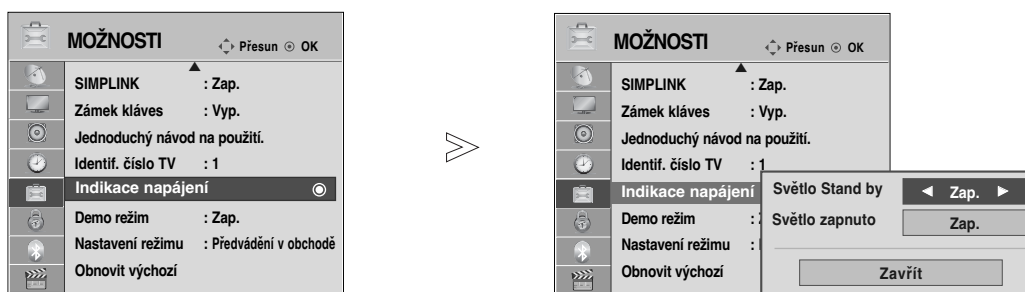 MOŽNOSTI
Přesun OK
SIMPLINK : Zap.
Zámek kláves : Vyp.
Jednoduchý návod na použití.
Identif. číslo TV : 1
Indikace napájení
Demo režim : Zap.
Nastavení režimu : Předvádění v obchodě
Obnovit výchozí
MOŽNOSTI
Přesun OK
SIMPLINK : Zap.
Zámek kláves : Vyp.
Jednoduchý návod na použití.
Identif. číslo TV : 1
Indikace napájení
Demo režim :
Nastavení režimu :
Obnovit výchozí
Světlo Stand by ◄ Zap. ►
Světlo zapnuto Zap.
Zavřít